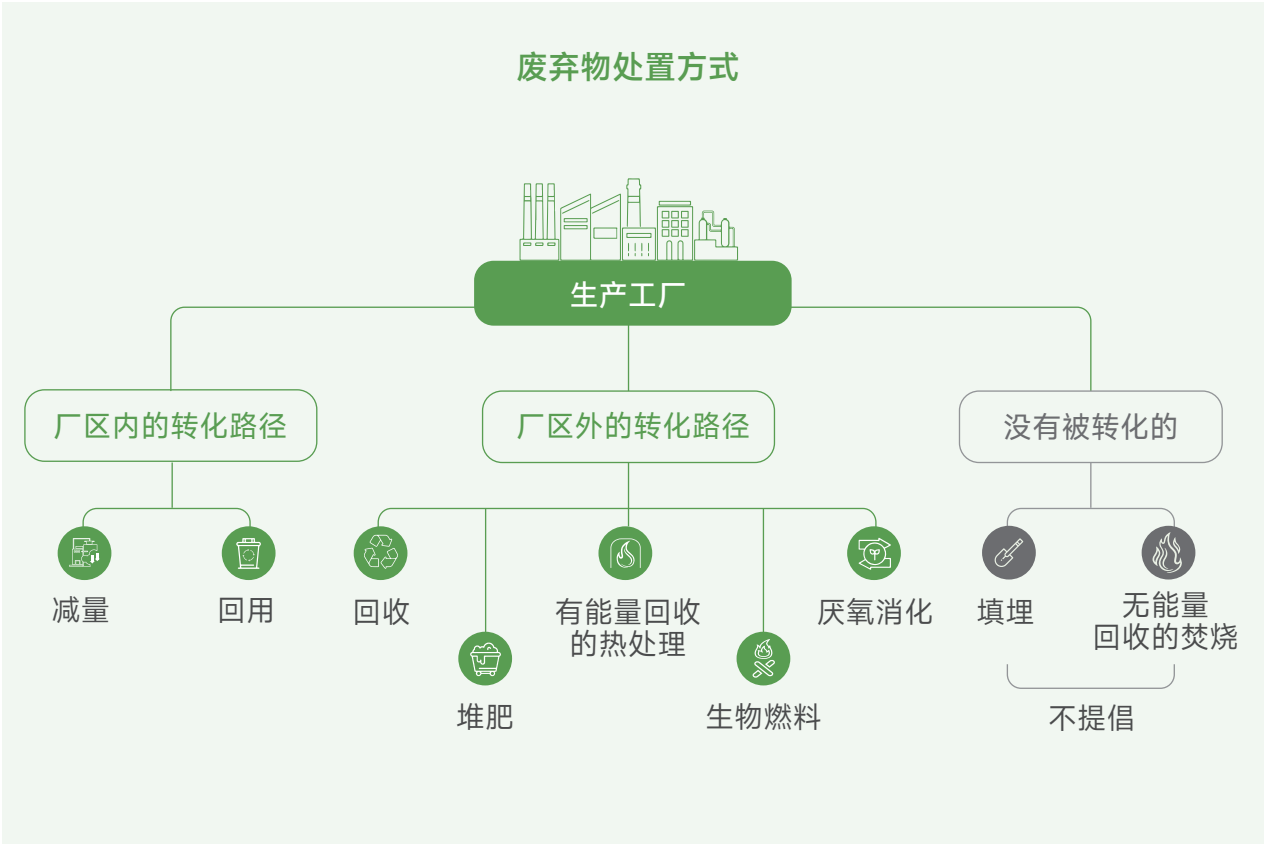 废弃物处置方式
生产工厂
厂区内的转化路径
厂区外的转化路径
没有被转化的
减量
回用
回收
堆肥
有能量回收
的热处理
生物燃料
厌氧消化
填埋
无能量
回收的焚烧
不提倡